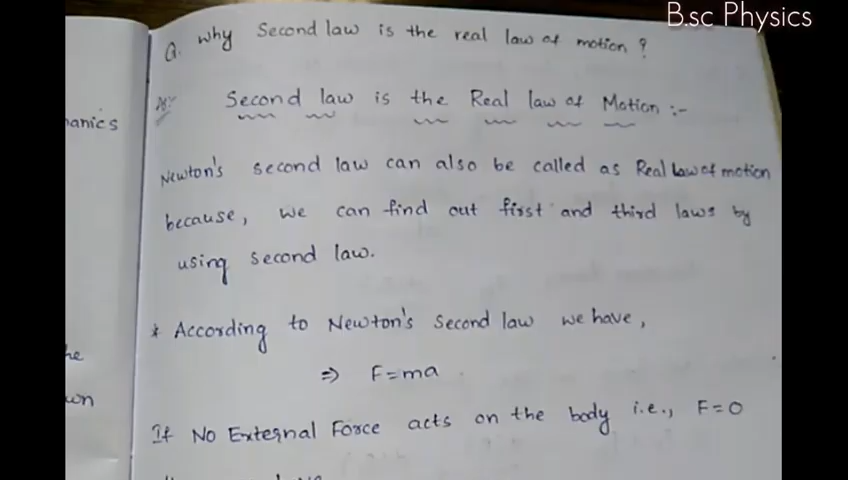 B.sc Physics
Q. Why Second law is the real law of motion ?
Second law is the Real law of Motion :-
anics
Newton's second law can also be called as Real law of motion
because, we can find out first and third laws by
using second law.
* According to Newton's Second law we have,
he
⇒ F=ma
wn
If No External Force acts on the body i.e., F=0